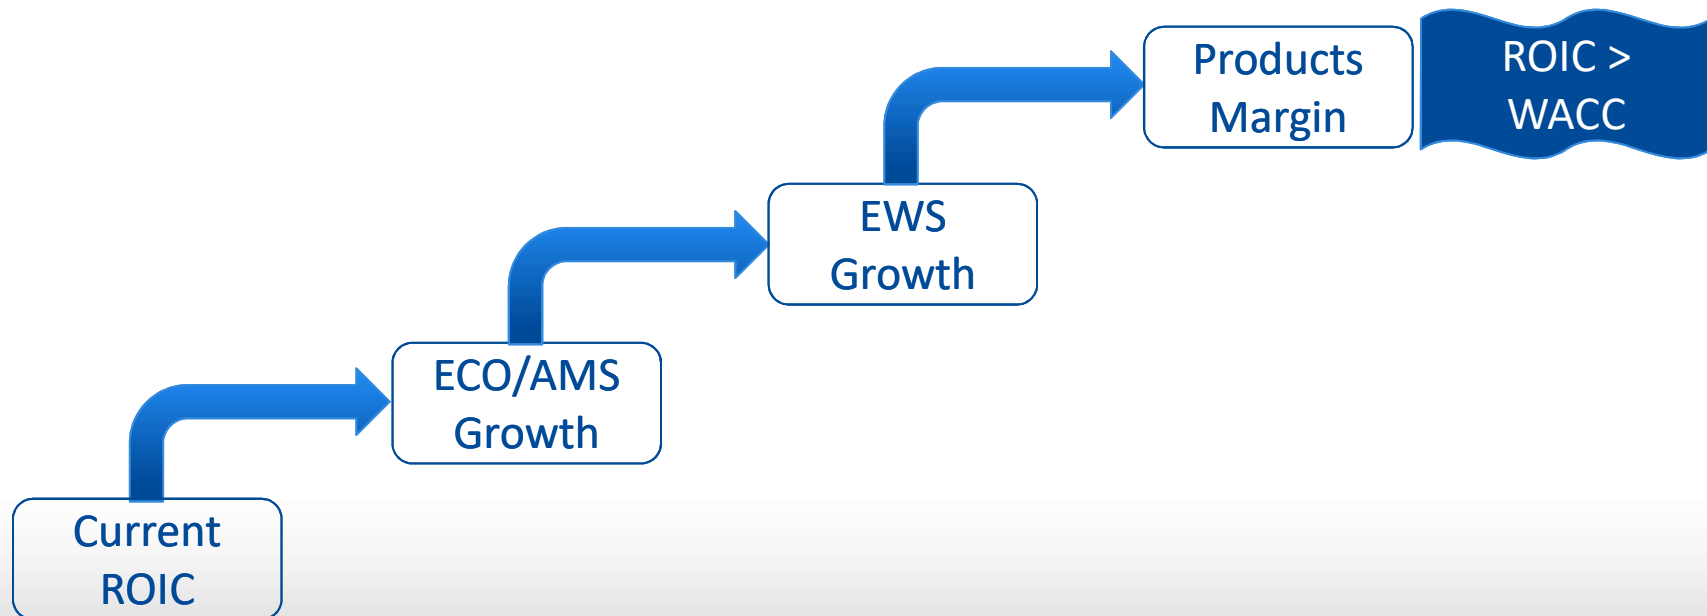 Products
Margin
ROIC >
WACC
EWS
Growth
ECO/AMS
Growth
Current
ROIC